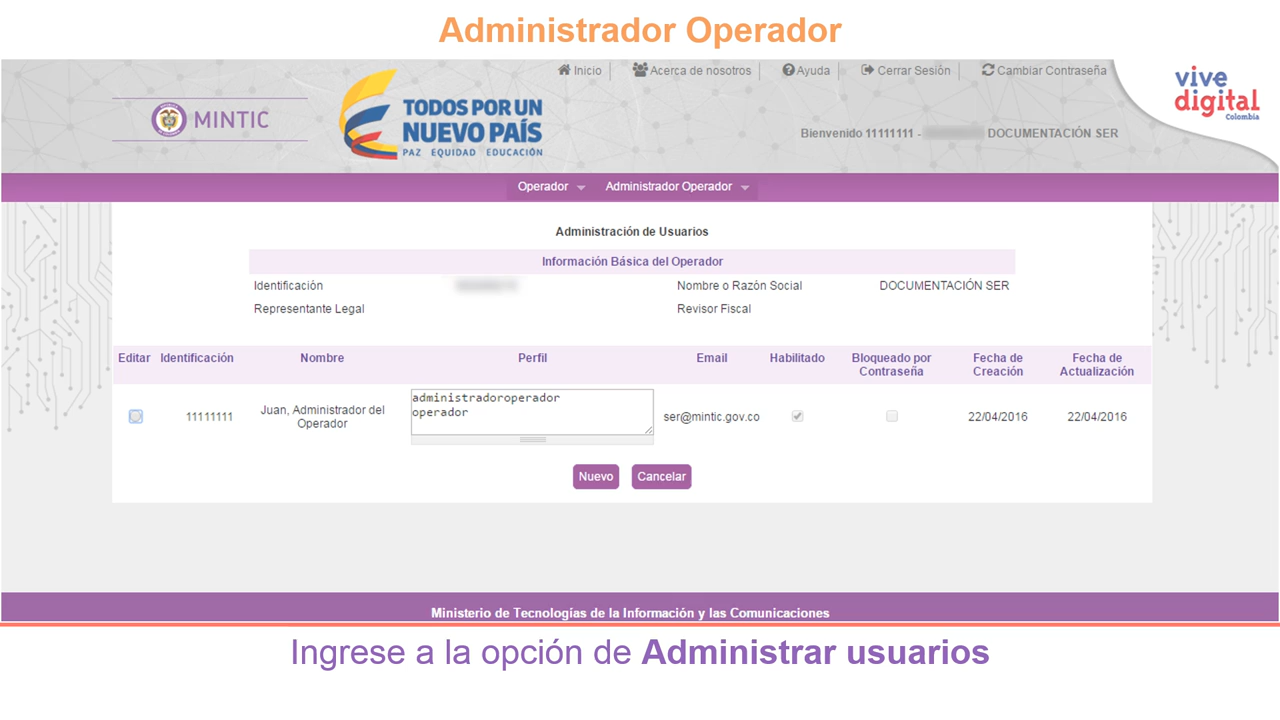 Administrador Operador
Inicio
Acerca de nosotros
Ayuda
Cerrar Sesión
Cambiar Contraseña
vive
digital
Colombia
MINTIC
TODOS POR UN
NUEVO PAÍS
PAZ EQUIDAD EDUCACIÓN
Bienvenido 11111111 - DOCUMENTACIÓN SER
Operador
Administrador Operador
Administración de Usuarios
Información Básica del Operador
Identificación
Nombre o Razón Social
DOCUMENTACIÓN SER
Representante Legal
Revisor Fiscal
Editar Identificación Nombre Perfil Email Habilitado Bloqueado por Contraseña Fecha de Creación Fecha de Actualización
11111111
Juan, Administrador del
Operador
administradoroperador
operador
ser@mintic.gov.co
22/04/2016
22/04/2016
Nuevo
Cancelar
Ministerio de Tecnologías de la Información y las Comunicaciones
Ingrese a la opción de Administrar usuarios